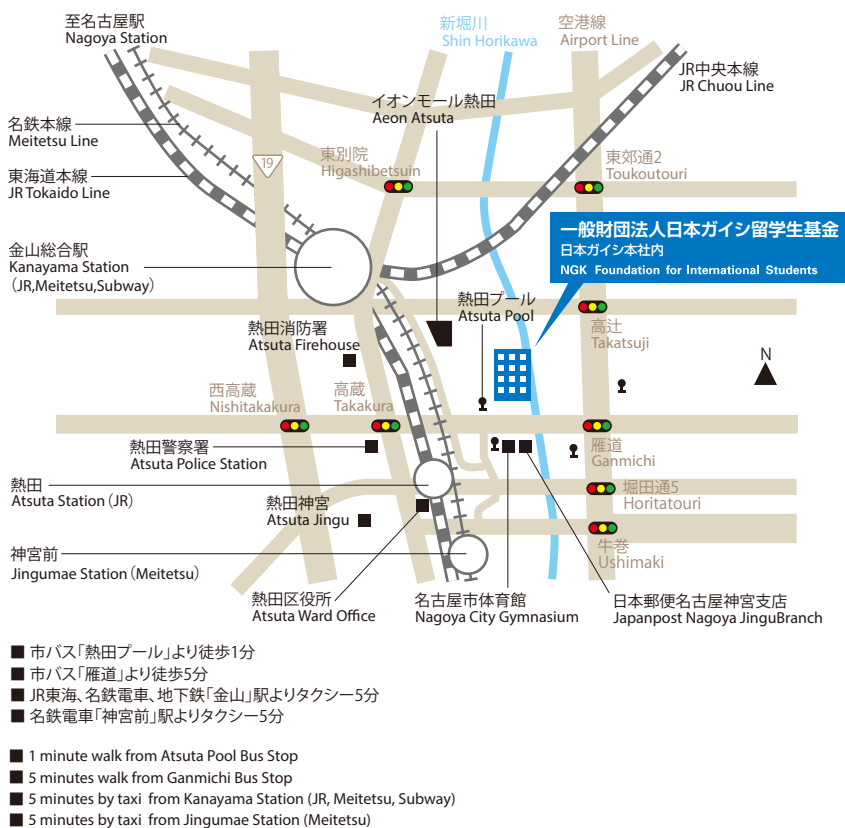 至名古屋駅
Nagoya Station
新堀川
Shin Horikawa
空港線
Airport Line
JR中央本線
JR Chuou Line
イオンモール熱田
Aeon Atsuta
名鉄本線
Meitetsu Line
19
東別院
Higashibetsuin
東郊通2
Toukoutouri
東海道本線
JR Tokaido Line
一般財団法人日本ガイシ留学生基金
日本ガイシ本社内
NGK Foundation for International Students
金山総合駅
Kanayama Station
(JR,Meitetsu,Subway)
熱田プール
Atsuta Pool
熱田消防署
Atsuta Firehouse
高辻
Takatsuji
N
西高蔵
Nishitakakura
高蔵
Takakura
熱田警察署
Atsuta Police Station
雁道
Ganmichi
熱田
Atsuta Station (JR)
熱田神宮
Atsuta Jingu
堀田通5
Horitatouri
神宮前
Jingumae Station (Meitetsu)
牛巻
Ushimaki
熱田区役所
Atsuta Ward Office
名古屋市体育館
Nagoya City Gymnasium
日本郵便名古屋神宮支店
Japanpost Nagoya JinguBranch
■ 市バス「熱田プール」より徒歩1分
■ 市バス「雁道」より徒歩5分
■ JR東海、名鉄電車、地下鉄「金山」駅よりタクシー5分
■ 名鉄電車「神宮前」駅よりタクシー5分
■ 1 minute walk from Atsuta Pool Bus Stop
■ 5 minutes walk from Ganmichi Bus Stop
■ 5 minutes by taxi from Kanayama Station (JR, Meitetsu, Subway)
■ 5 minutes by taxi from Jingumae Station (Meitetsu)